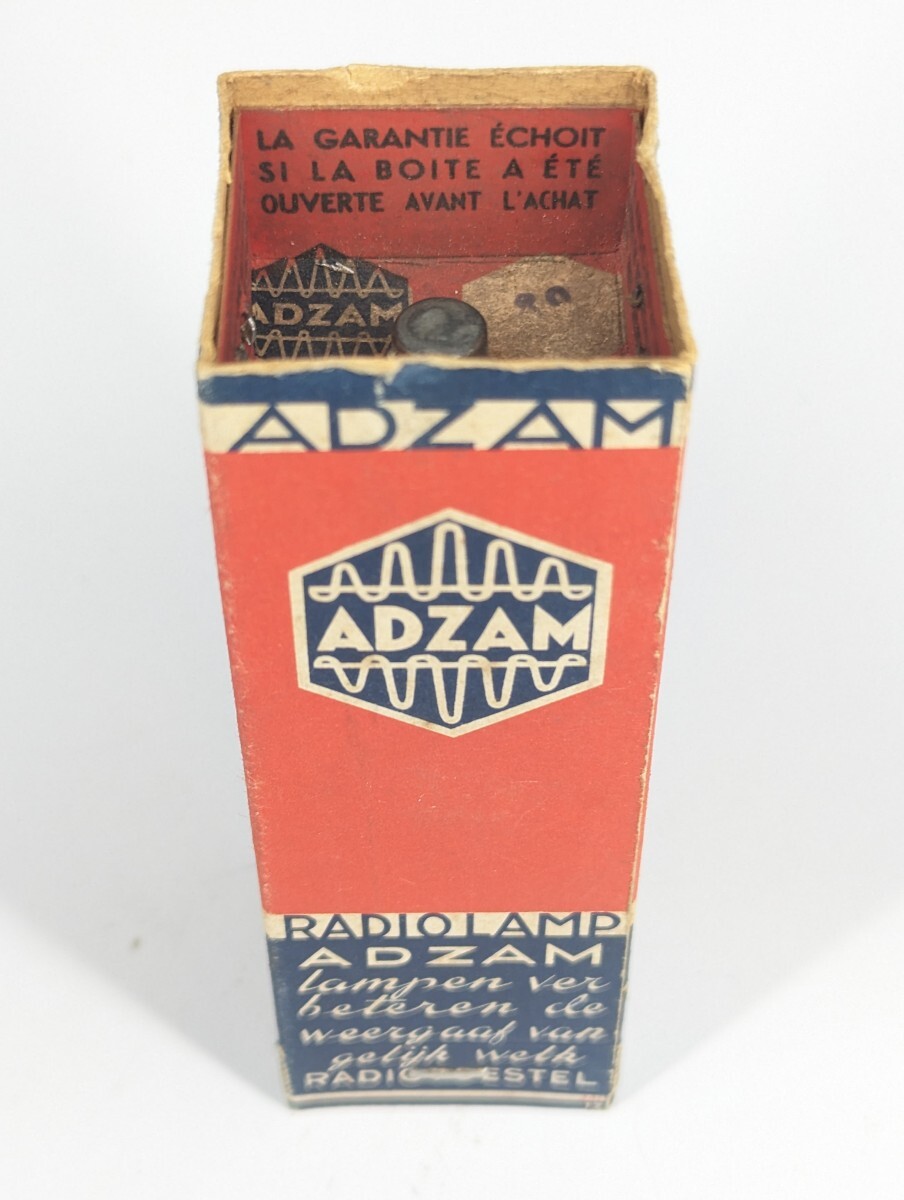 LA GARANTIE ÉCHOIT
SI LA BOITE A ÉTÉ
OUVERTE AVANT L'ACHAT
ADZAM
ADZAM
ADZAM
RADIOLAMP
ADZAM
lampen ver
beteren de
weergaaf van
gelijk welk